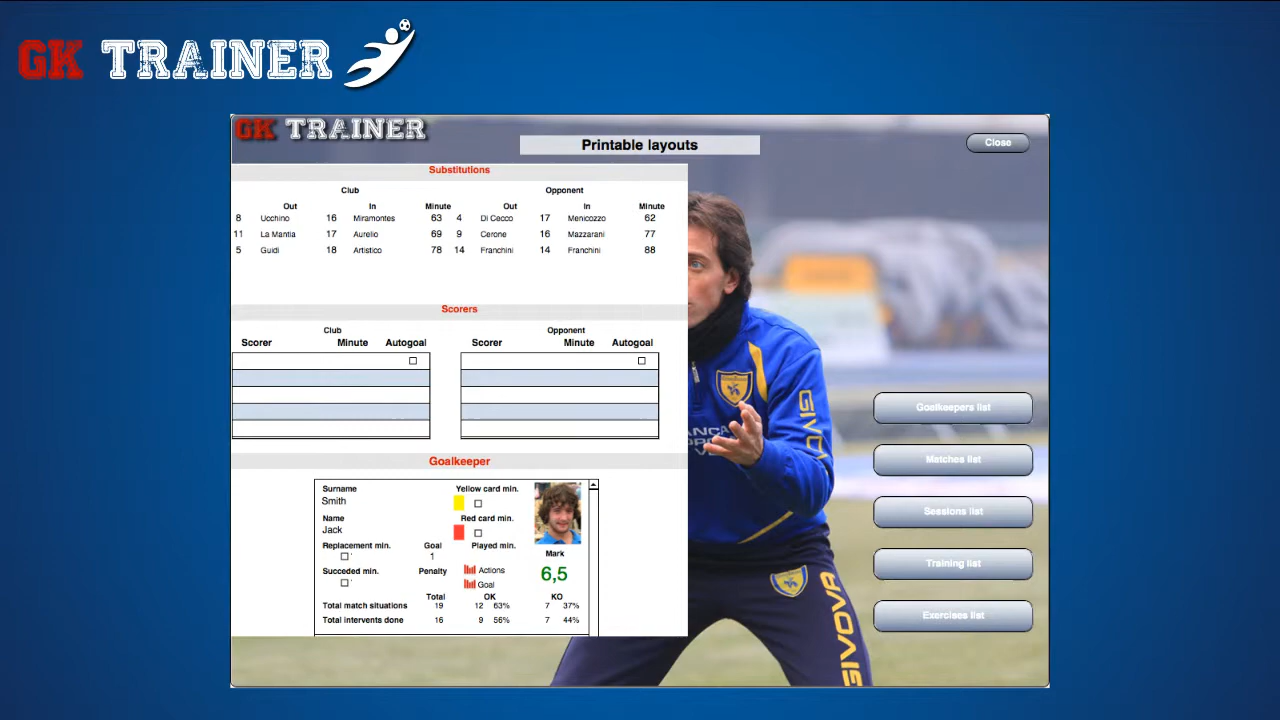 GK TRAINER
GK TRAINER
Printable layouts
Close
Substitutions
Club Opponent
Out In Minute Out In Minute
8 Ucchino 16 Miramontes 63 4 Di Cecco 17 Menicozzo 62
11 La Mantia 17 Aurelio 69 9 Cerone 16 Mazzarani 77
5 Guidi 18 Artistico 78 14 Franchini 14 Franchini 88
Scorers
Club Opponent
Scorer Minute Autogoal Scorer Minute Autogoal
Goalkeeper
Surname Yellow card min.
Smith
Name Red card min.
Jack
Replacement min. Goal Played min.
' 1
Mark
Succeded min. Penalty Actions
' Goal
6,5
Total OK KO
Total match situations 19 12 63% 7 37%
Total intervents done 16 9 56% 7 44%
Goalkeepers list
Matches list
Sessions list
Training list
Exercises list
GIVOVA
GIVOVA